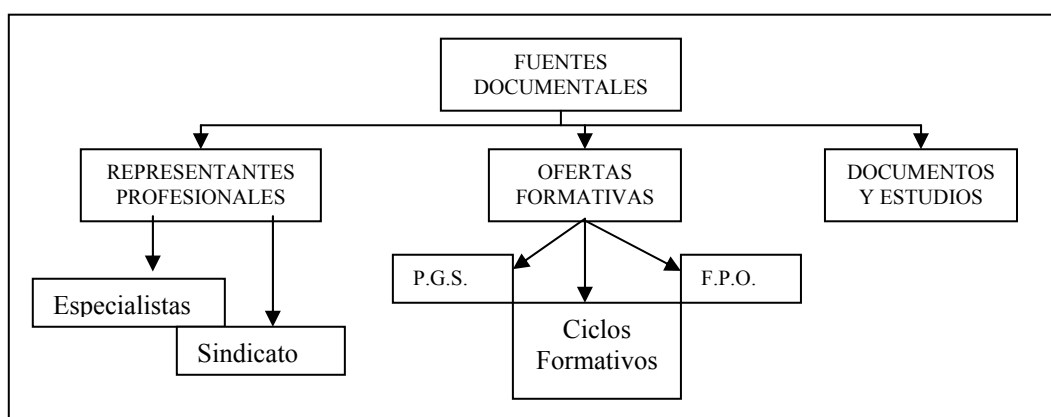 FUENTES
DOCUMENTALES
REPRESENTANTES
PROFESIONALES
OFERTAS
FORMATIVAS
DOCUMENTOS
Y ESTUDIOS
P.G.S.
F.P.O.
Especialistas
Ciclos
Formativos
Sindicato